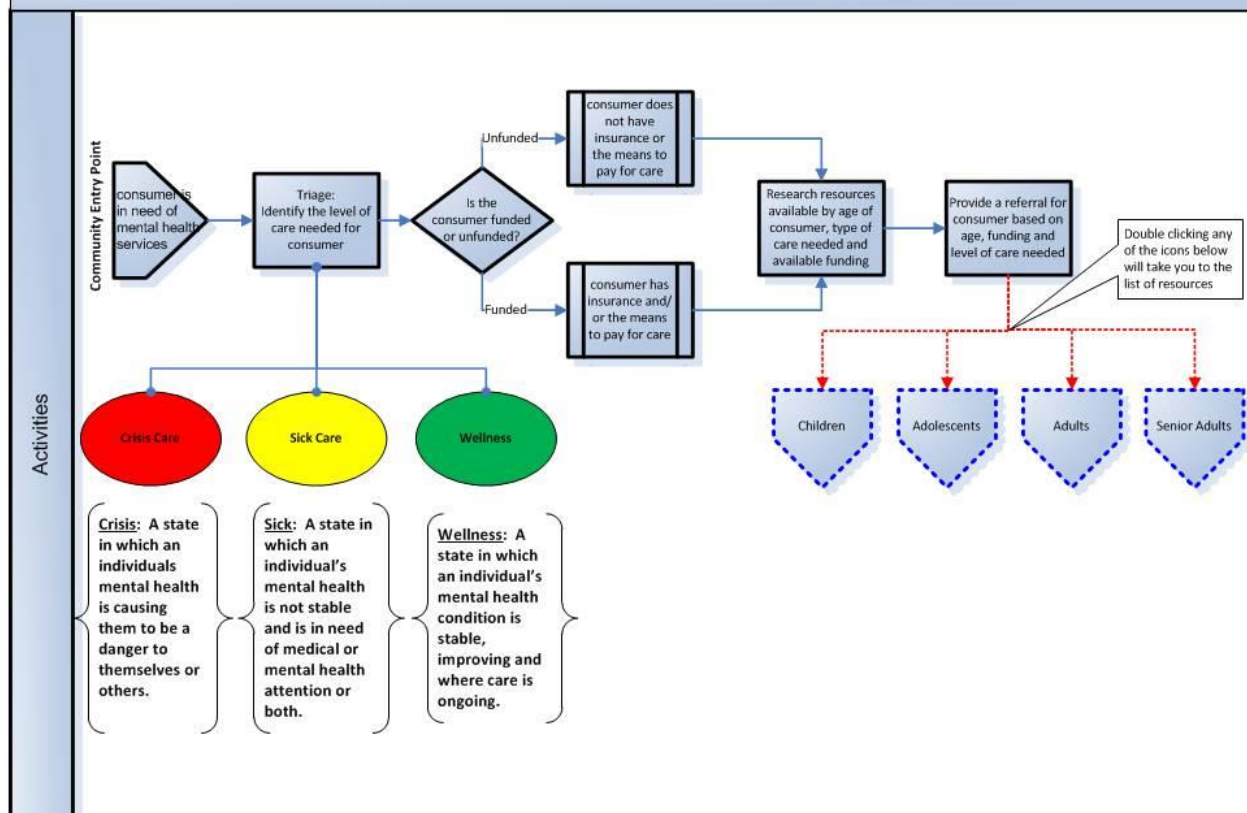 Activities
Community Entry Point
consumer is
in need of
mental health
services
Triage:
Identify the level of
care needed for
consumer
Is the
consumer funded
or unfunded?
Unfunded
consumer does
not have
insurance or
the means to
pay for care
Funded
consumer has
insurance and/
or the means
to pay for care
Research resources
available by age of
consumer, type of
care needed and
available funding
Provide a referral for
consumer based on
age, funding and
level of care needed
Double clicking any
of the icons below
will take you to the
list of resources
Children
Adolescents
Adults
Senior Adults
Crisis Care
Sick Care
Wellness
Crisis: A state
in which an
individuals
mental health
is causing
them to be a
danger to
themselves or
others.
Sick: A state in
which an
individual's
mental health
is not stable
and is in need
of medical or
mental health
attention or
both.
Wellness: A
state in which
an individual's
mental health
condition is
stable,
improving and
where care is
ongoing.